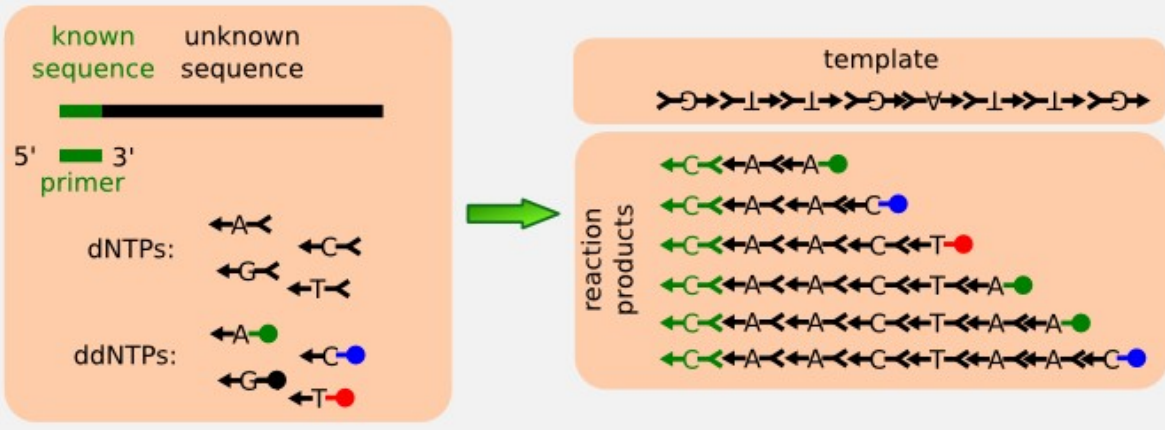 known unknown
sequence sequence
5' 3'
primer
dNTPs:
A
C
G
T
ddNTPs:
A
C
G
T
template
G T T G A T T G
reaction
products
C A A
C A A C
C A A C T
C A A C T A
C A A C T A A
C A A C T A A C